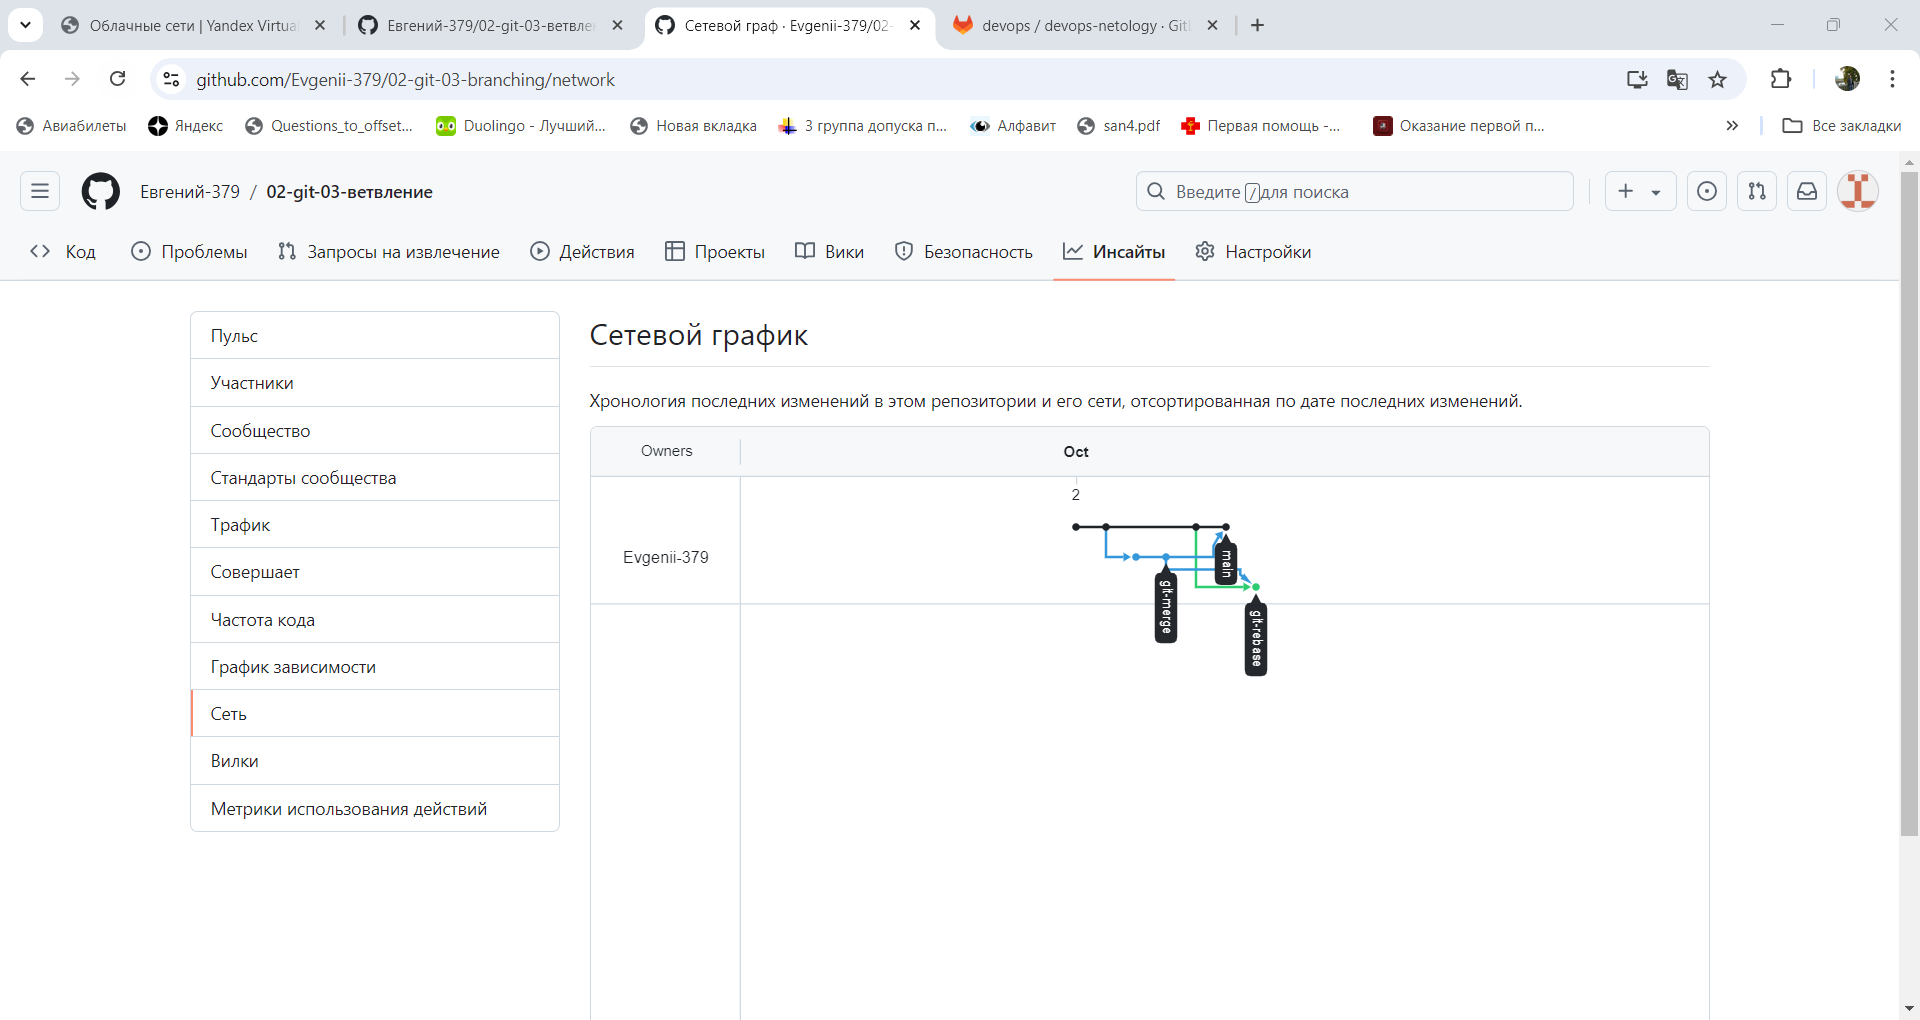 Облачные сети | Yandex Virtua
Евгений-379/02-git-03-ветвле
Сетевой граф · Evgenii-379/02-
devops / devops-netology · Git
github.com/Evgenii-379/02-git-03-branching/network
Авиабилеты
Яндекс
Questions_to_offset...
Duolingo - Лучший...
Новая вкладка
3 группа допуска п...
Алфавит
san4.pdf
Первая помощь -...
Оказание первой п...
Все закладки
Евгений-379 / 02-git-03-ветвление
Введите / для поиска
Код
Проблемы
Запросы на извлечение
Действия
Проекты
Вики
Безопасность
Инсайты
Настройки
Пульс
Участники
Сообщество
Стандарты сообщества
Трафик
Совершает
Частота кода
График зависимости
Сеть
Вилки
Метрики использования действий
Сетевой график
Хронология последних изменений в этом репозитории и его сети, отсортированная по дате последних изменений.
Owners
Oct
2
Evgenii-379
main
git-merge
git-rebase